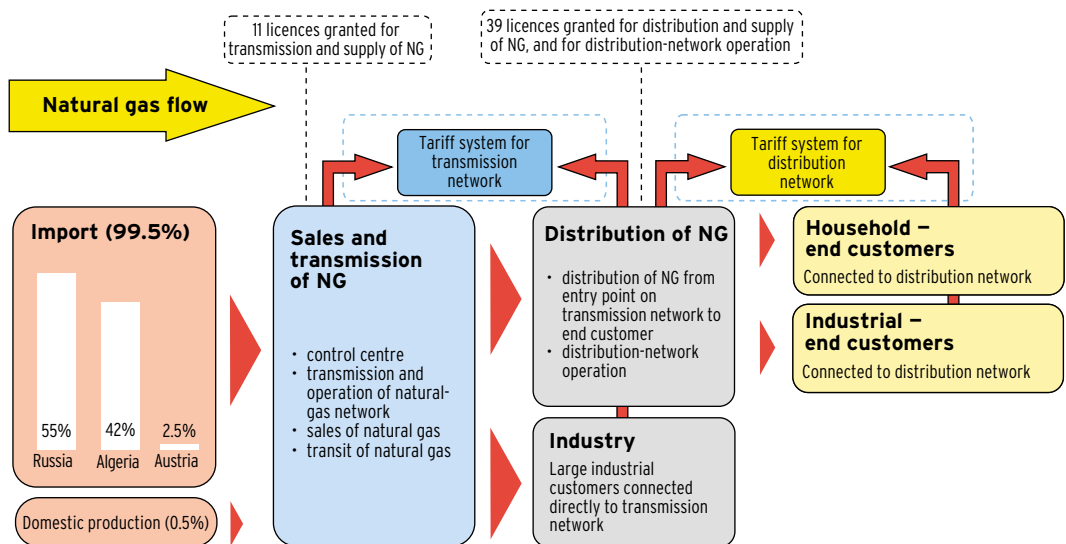 11 licences granted for
transmission and supply of NG
39 licences granted for distribution and supply
of NG, and for distribution-network operation
Natural gas flow
Tariff system for
transmission
network
Tariff system for
distribution
network
Import (99.5%)
55%
42%
2.5%
Russia
Algeria
Austria
Domestic production (0.5%)
Sales and
transmission
of NG
· control centre
· transmission and
operation of natural-
gas network
· sales of natural gas
· transit of natural gas
Distribution of NG
· distribution of NG from
entry point on
transmission network to
end customer
· distribution-network
operation
Industry
Large industrial
customers connected
directly to transmission
network
Household –
end customers
Connected to distribution network
Industrial –
end customers
Connected to distribution network